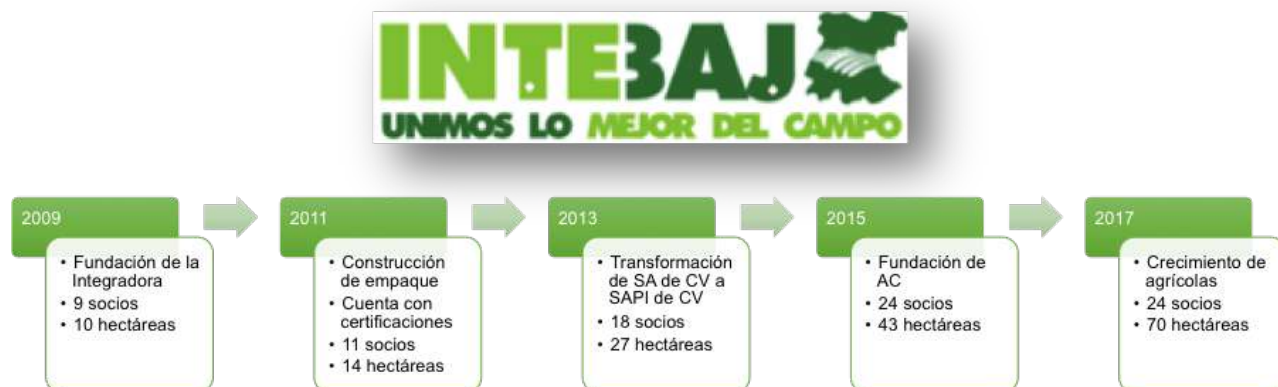 INTEBAJ
UNIMOS LO MEJOR DEL CAMPO
2009
• Fundación de la
Integradora
• 9 socios
• 10 hectáreas
2011
• Construcción
de empaque
• Cuenta con
certificaciones
• 11 socios
• 14 hectáreas
2013
• Transformación
de SA de CV a
SAPI de CV
• 18 socios
• 27 hectáreas
2015
• Fundación de
AC
• 24 socios
• 43 hectáreas
2017
• Crecimiento de
agrícolas
• 24 socios
• 70 hectáreas